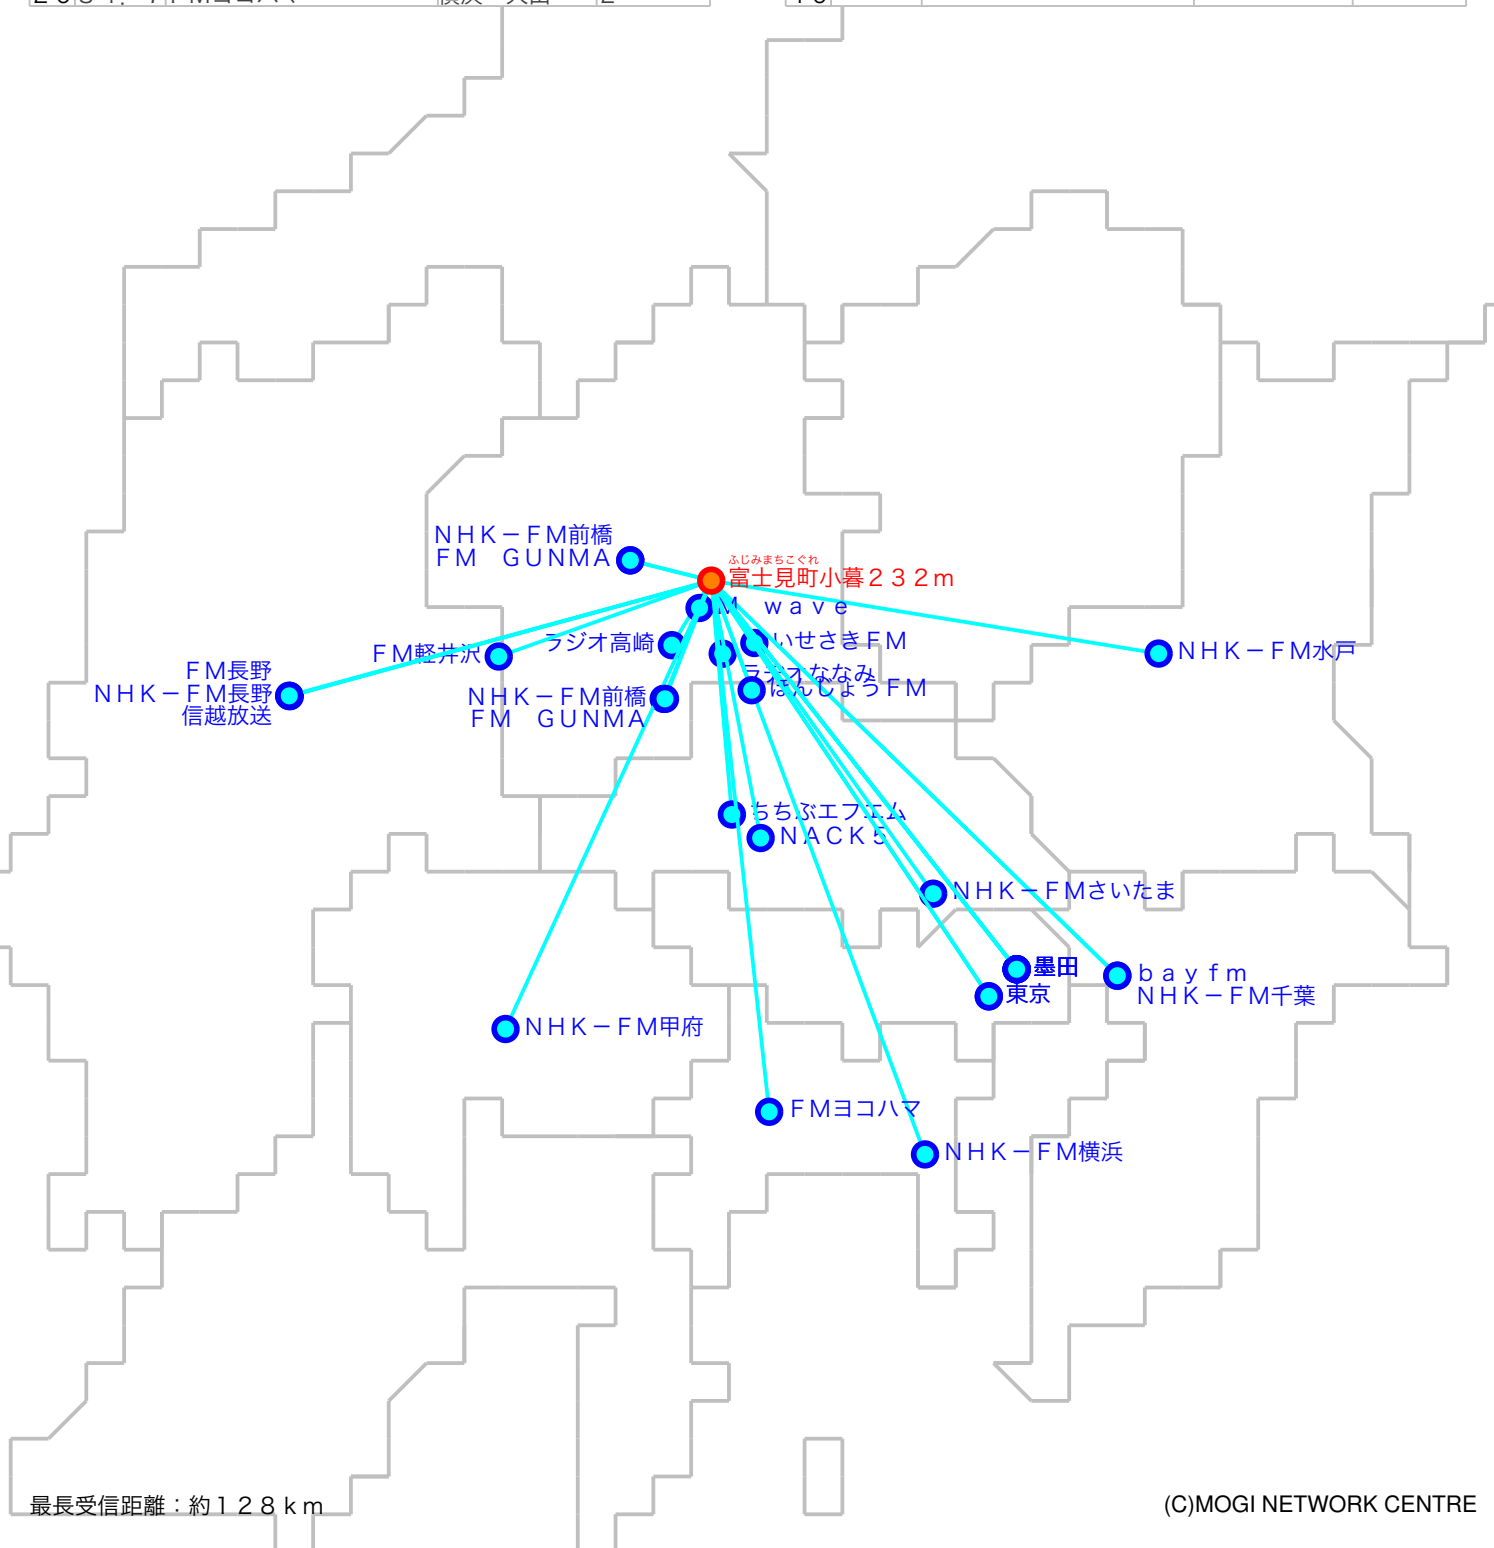 NHK－FM前橋
FM　GUNMA
ふじみまちこぐれ
富士見町小暮２３２m
M　wave
ラジオ高崎
いせさきFM
FM軽井沢
NHK－FM水戸
FM長野
NHK－FM長野
信越放送
ラジオななみ
ほんじょうFM
NHK－FM前橋
FM　GUNMA
ちちぶエフエム
NACK５
NHK－FMさいたま
墨田
東京
bayfm
NHK－FM千葉
NHK－FM甲府
FMヨコハマ
NHK－FM横浜
最長受信距離：約１２８km
(C)MOGI NETWORK CENTRE